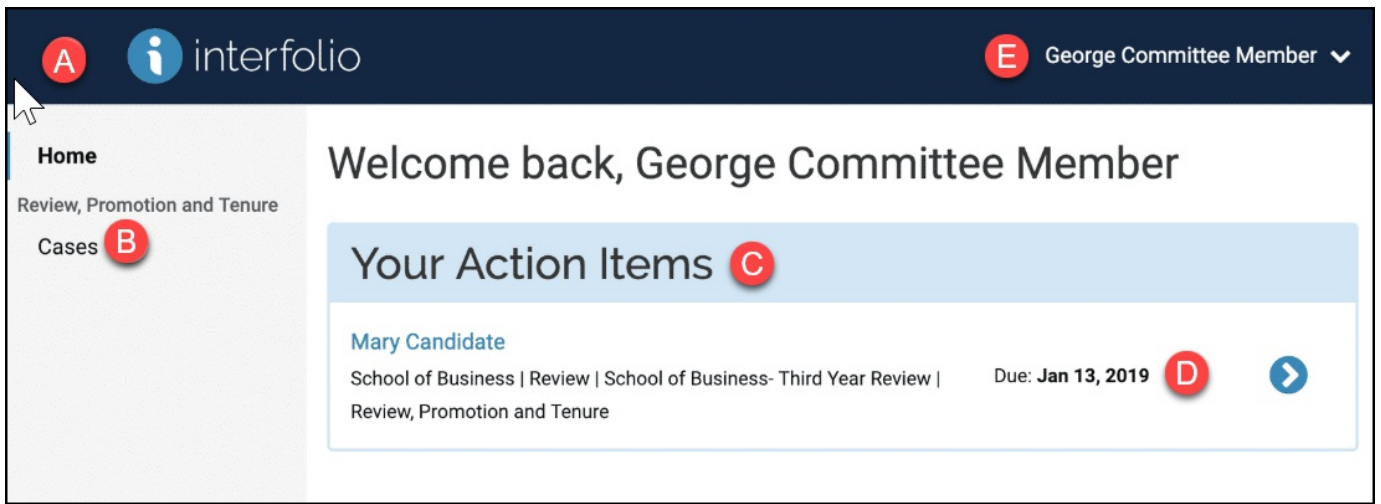 A interfolio E George Committee Member
Home
Welcome back, George Committee Member
Review, Promotion and Tenure
Cases B
Your Action Items C
Mary Candidate
School of Business | Review | School of Business- Third Year Review |
Due: Jan 13, 2019 D
Review, Promotion and Tenure